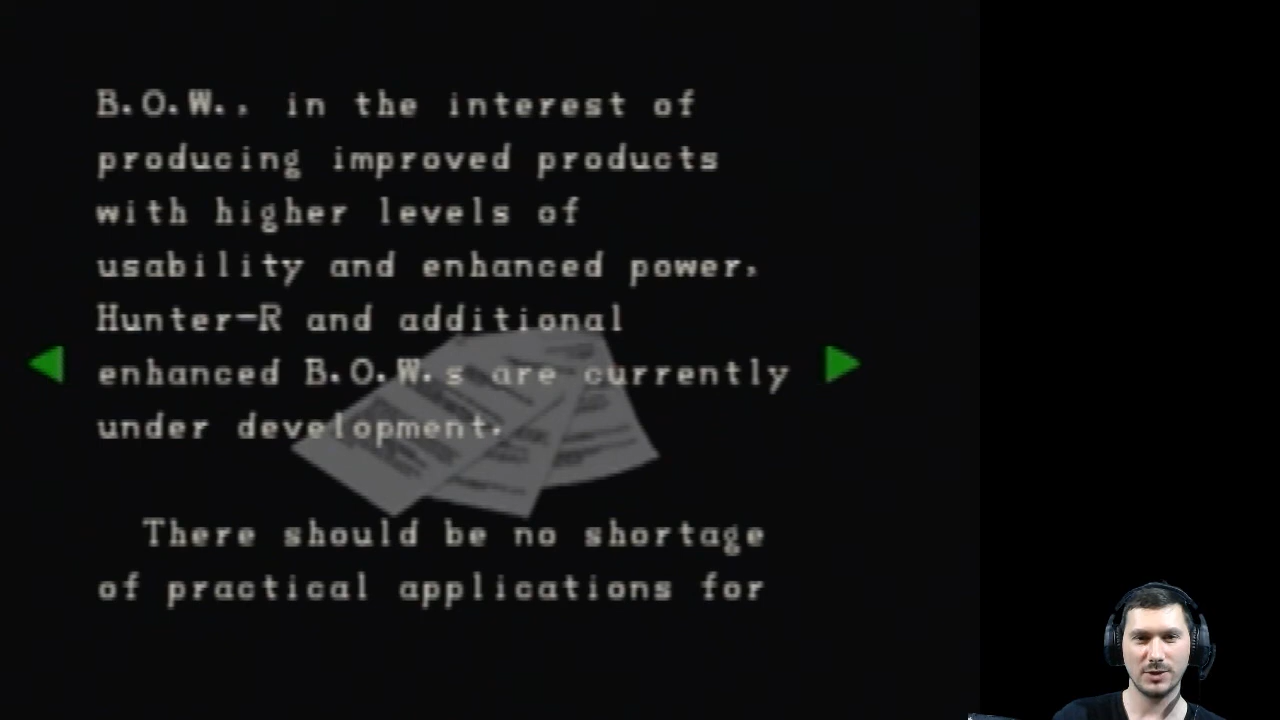 B.O.W., in the interest of
producing improved products
with higher levels of
usability and enhanced power.
Hunter-R and additional
enhanced B.O.W.s are currently
under development.
There should be no shortage
of practical applications for